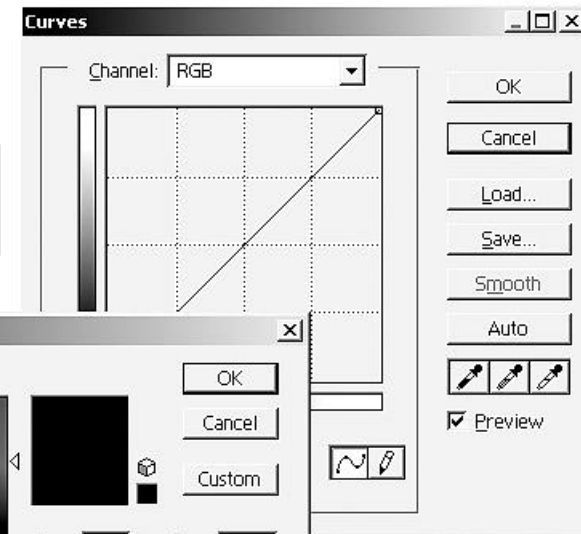 Curves
Channel: RGB
OK
Cancel
Load...
Save...
Smooth
Auto
Preview
OK
Cancel
Custom